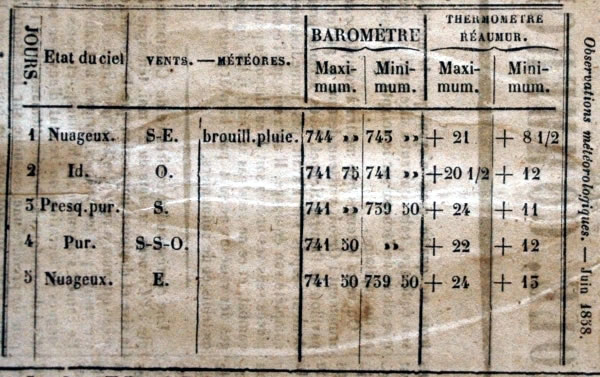 JOURS.
Etat du ciel
VENTS. — MÉTÉORES.
BAROMÈTRE
THERMOMÈTRE
RÉAUMUR.
Maxi- Mini- Maxi- Mini-
mum. mum. mum. mum.
1 Nuageux. S-E. brouill.pluie. 744 » 743 » + 21 + 8 1/2
2 Id. O. 741 75 741 » +20 1/2 + 12
3 Presq.pur. S. 741 » 739 50 + 24 + 11
4 Pur. S-S-O. 741 50 » + 22 + 12
5 Nuageux. E. 741 50 739 50 + 24 + 13
Observations météorologiques. — Juin 1838.